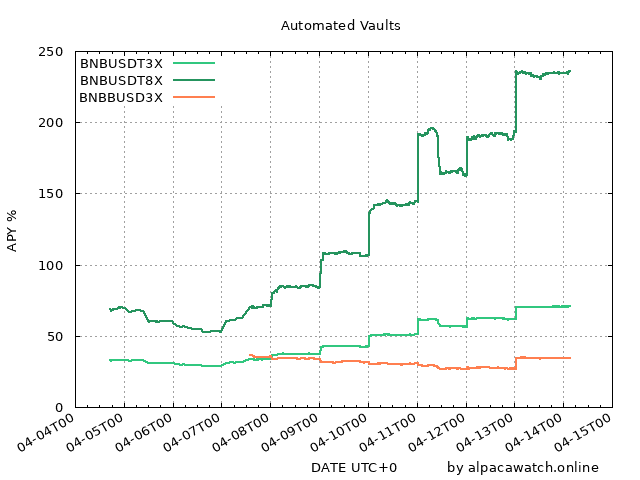 Automated Vaults
BNBUSDT3X
BNBUSDT8X
BNBBUSD3X
APY %
250
200
150
100
50
0
04-04T00
04-05T00
04-06T00
04-07T00
04-08T00
04-09T00
04-10T00
04-11T00
04-12T00
04-13T00
04-14T00
04-15T00
DATE UTC+0
by alpacawatch.online